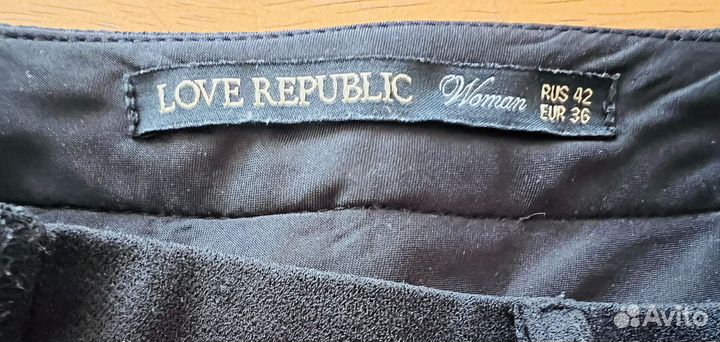 LOVE REPUBLIC Woman RUS 42
EUR 36
Avito